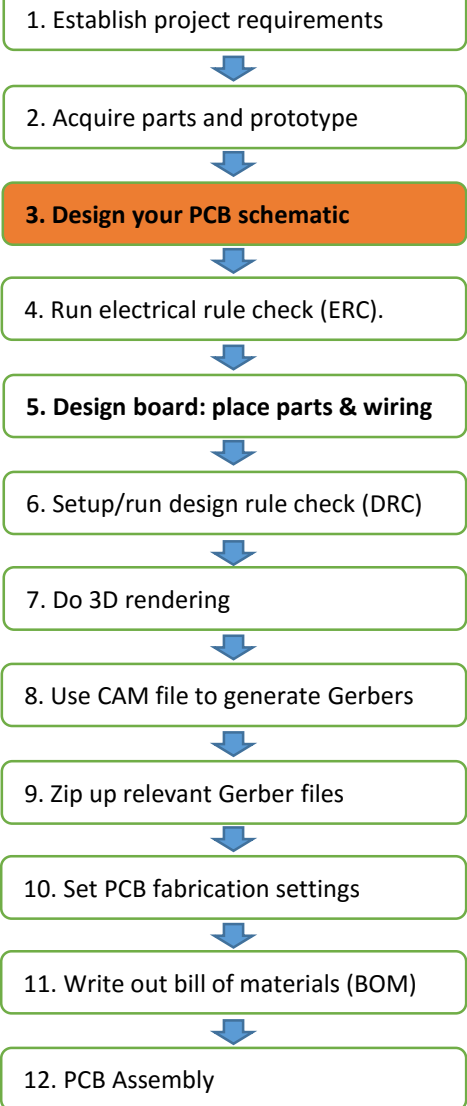 1. Establish project requirements
2. Acquire parts and prototype
3. Design your PCB schematic
4. Run electrical rule check (ERC).
5. Design board: place parts & wiring
6. Setup/run design rule check (DRC)
7. Do 3D rendering
8. Use CAM file to generate Gerbers
9. Zip up relevant Gerber files
10. Set PCB fabrication settings
11. Write out bill of materials (BOM)
12. PCB Assembly